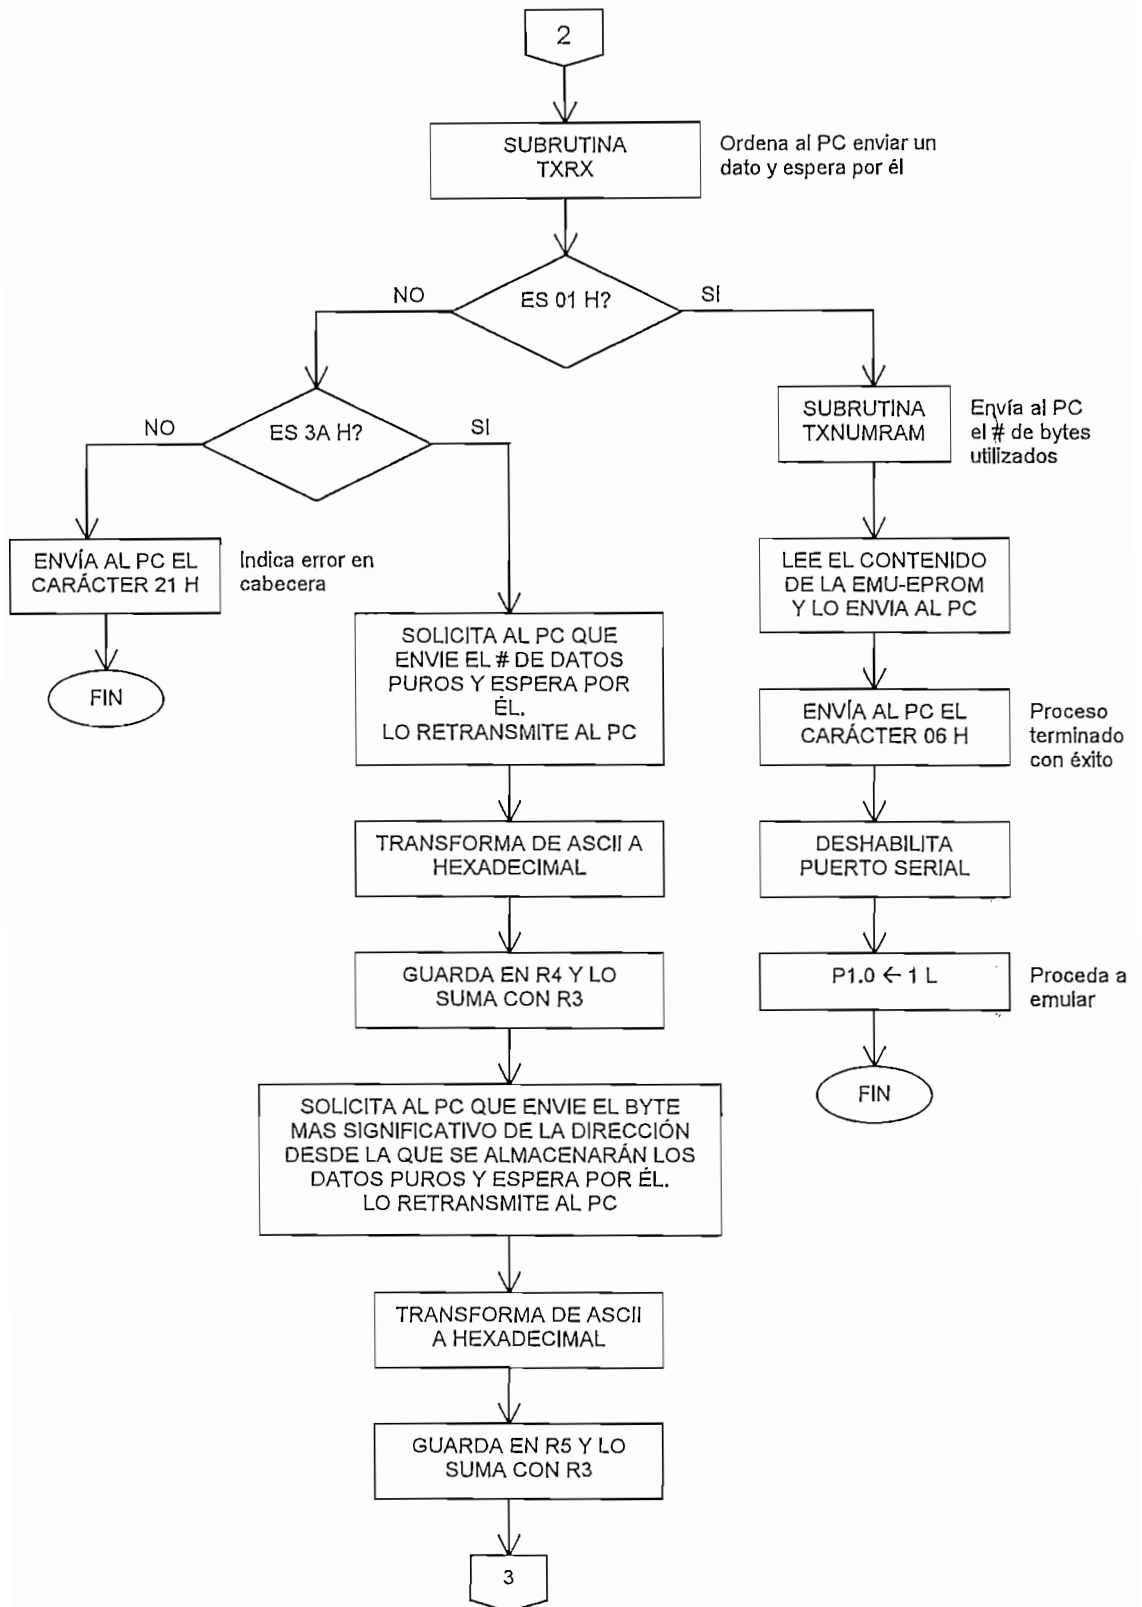 2
SUBRUTINA
TXRX
Ordena al PC enviar un
dato y espera por él
ES 01 H?
NO
SI
ES 3A H?
NO
SI
SUBRUTINA
TXNUMRAM
Envía al PC
el # de bytes
utilizados
ENVÍA AL PC EL
CARÁCTER 21 H
Indica error en
cabecera
FIN
LEE EL CONTENIDO
DE LA EMU-EPROM
Y LO ENVIA AL PC
SOLICITA AL PC QUE
ENVIE EL # DE DATOS
PUROS Y ESPERA POR
ÉL.
LO RETRANSMITE AL PC
ENVÍA AL PC EL
CARÁCTER 06 H
Proceso
terminado
con éxito
TRANSFORMA DE ASCII A
HEXADECIMAL
DESHABILITA
PUERTO SERIAL
GUARDA EN R4 Y LO
SUMA CON R3
P1.0 ← 1 L
Proceda a
emular
FIN
SOLICITA AL PC QUE ENVIE EL BYTE
MAS SIGNIFICATIVO DE LA DIRECCIÓN
DESDE LA QUE SE ALMACENARÁN LOS
DATOS PUROS Y ESPERA POR ÉL.
LO RETRANSMITE AL PC
TRANSFORMA DE ASCII
A HEXADECIMAL
GUARDA EN R5 Y LO
SUMA CON R3
3